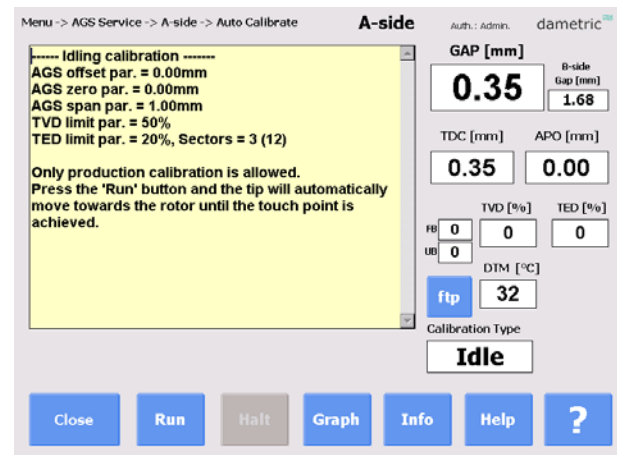 Menu -> AGS Service -> A-side -> Auto Calibrate
A-side
Auth.: Admin.
dametric
------ Idling calibration -------
AGS offset par. = 0.00mm
AGS zero par. = 0.00mm
AGS span par. = 1.00mm
TVD limit par. = 50%
TED limit par. = 20%, Sectors = 3 (12)
Only production calibration is allowed.
Press the 'Run' button and the tip will automatically
move towards the rotor until the touch point is
achieved.
GAP [mm]
0.35
B-side
Gap [mm]
1.68
TDC [mm]
APO [mm]
0.35
0.00
TVD [%]
TED [%]
FB 0
0
0
UB 0
DTM [°C]
ftp
32
Calibration Type
Idle
Close
Run
Halt
Graph
Info
Help
?